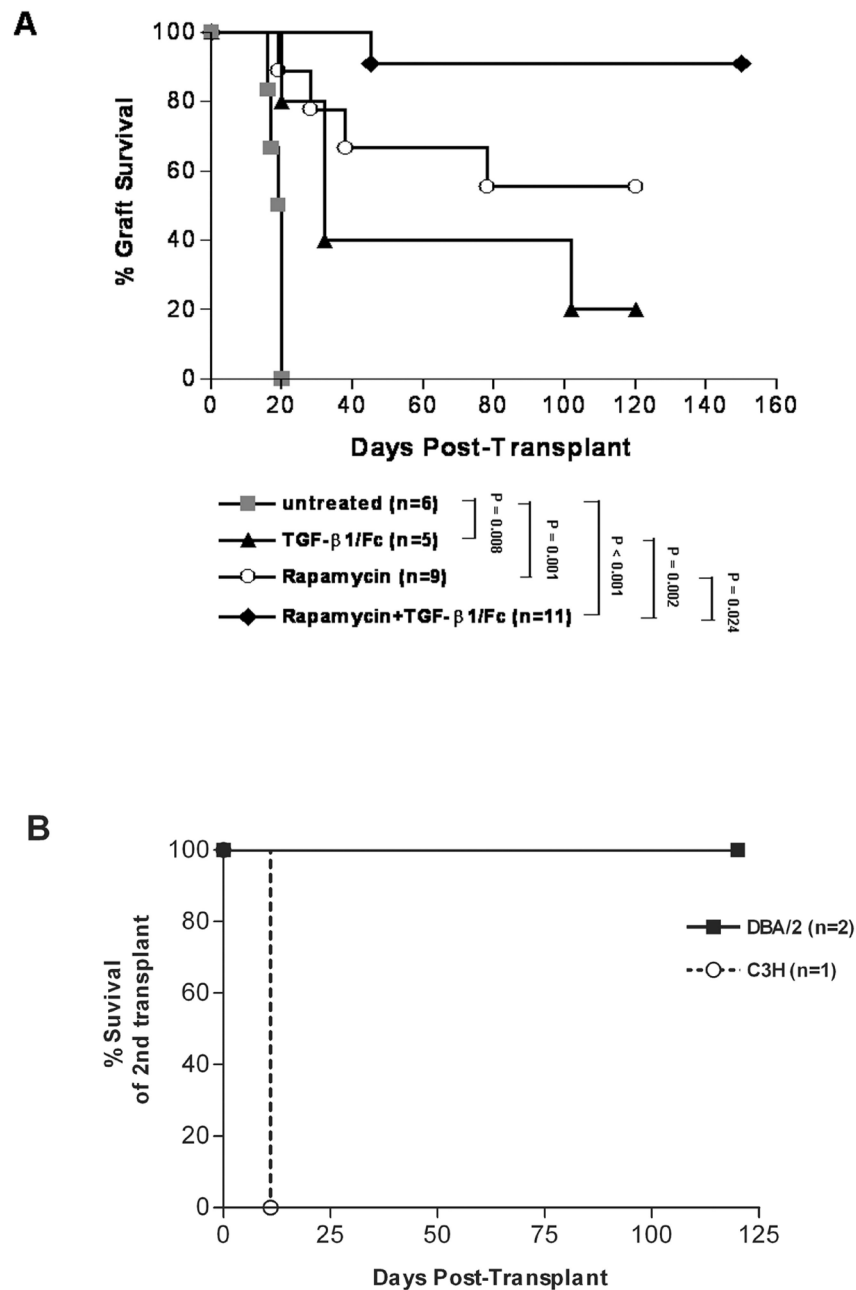 A
% Graft Survival
100
80
60
40
20
0
0 20 40 60 80 100 120 140 160
Days Post-Transplant
untreated (n=6)
TGF-β1/Fc (n=5)
Rapamycin (n=9)
Rapamycin+TGF-β1/Fc (n=11)
P = 0.008
P = 0.001
P < 0.001
P = 0.002
P = 0.024
B
% Suvival
of 2nd transplant
100
80
60
40
20
0
0 25 50 75 100 125
Days Post-Transplant
DBA/2 (n=2)
C3H (n=1)